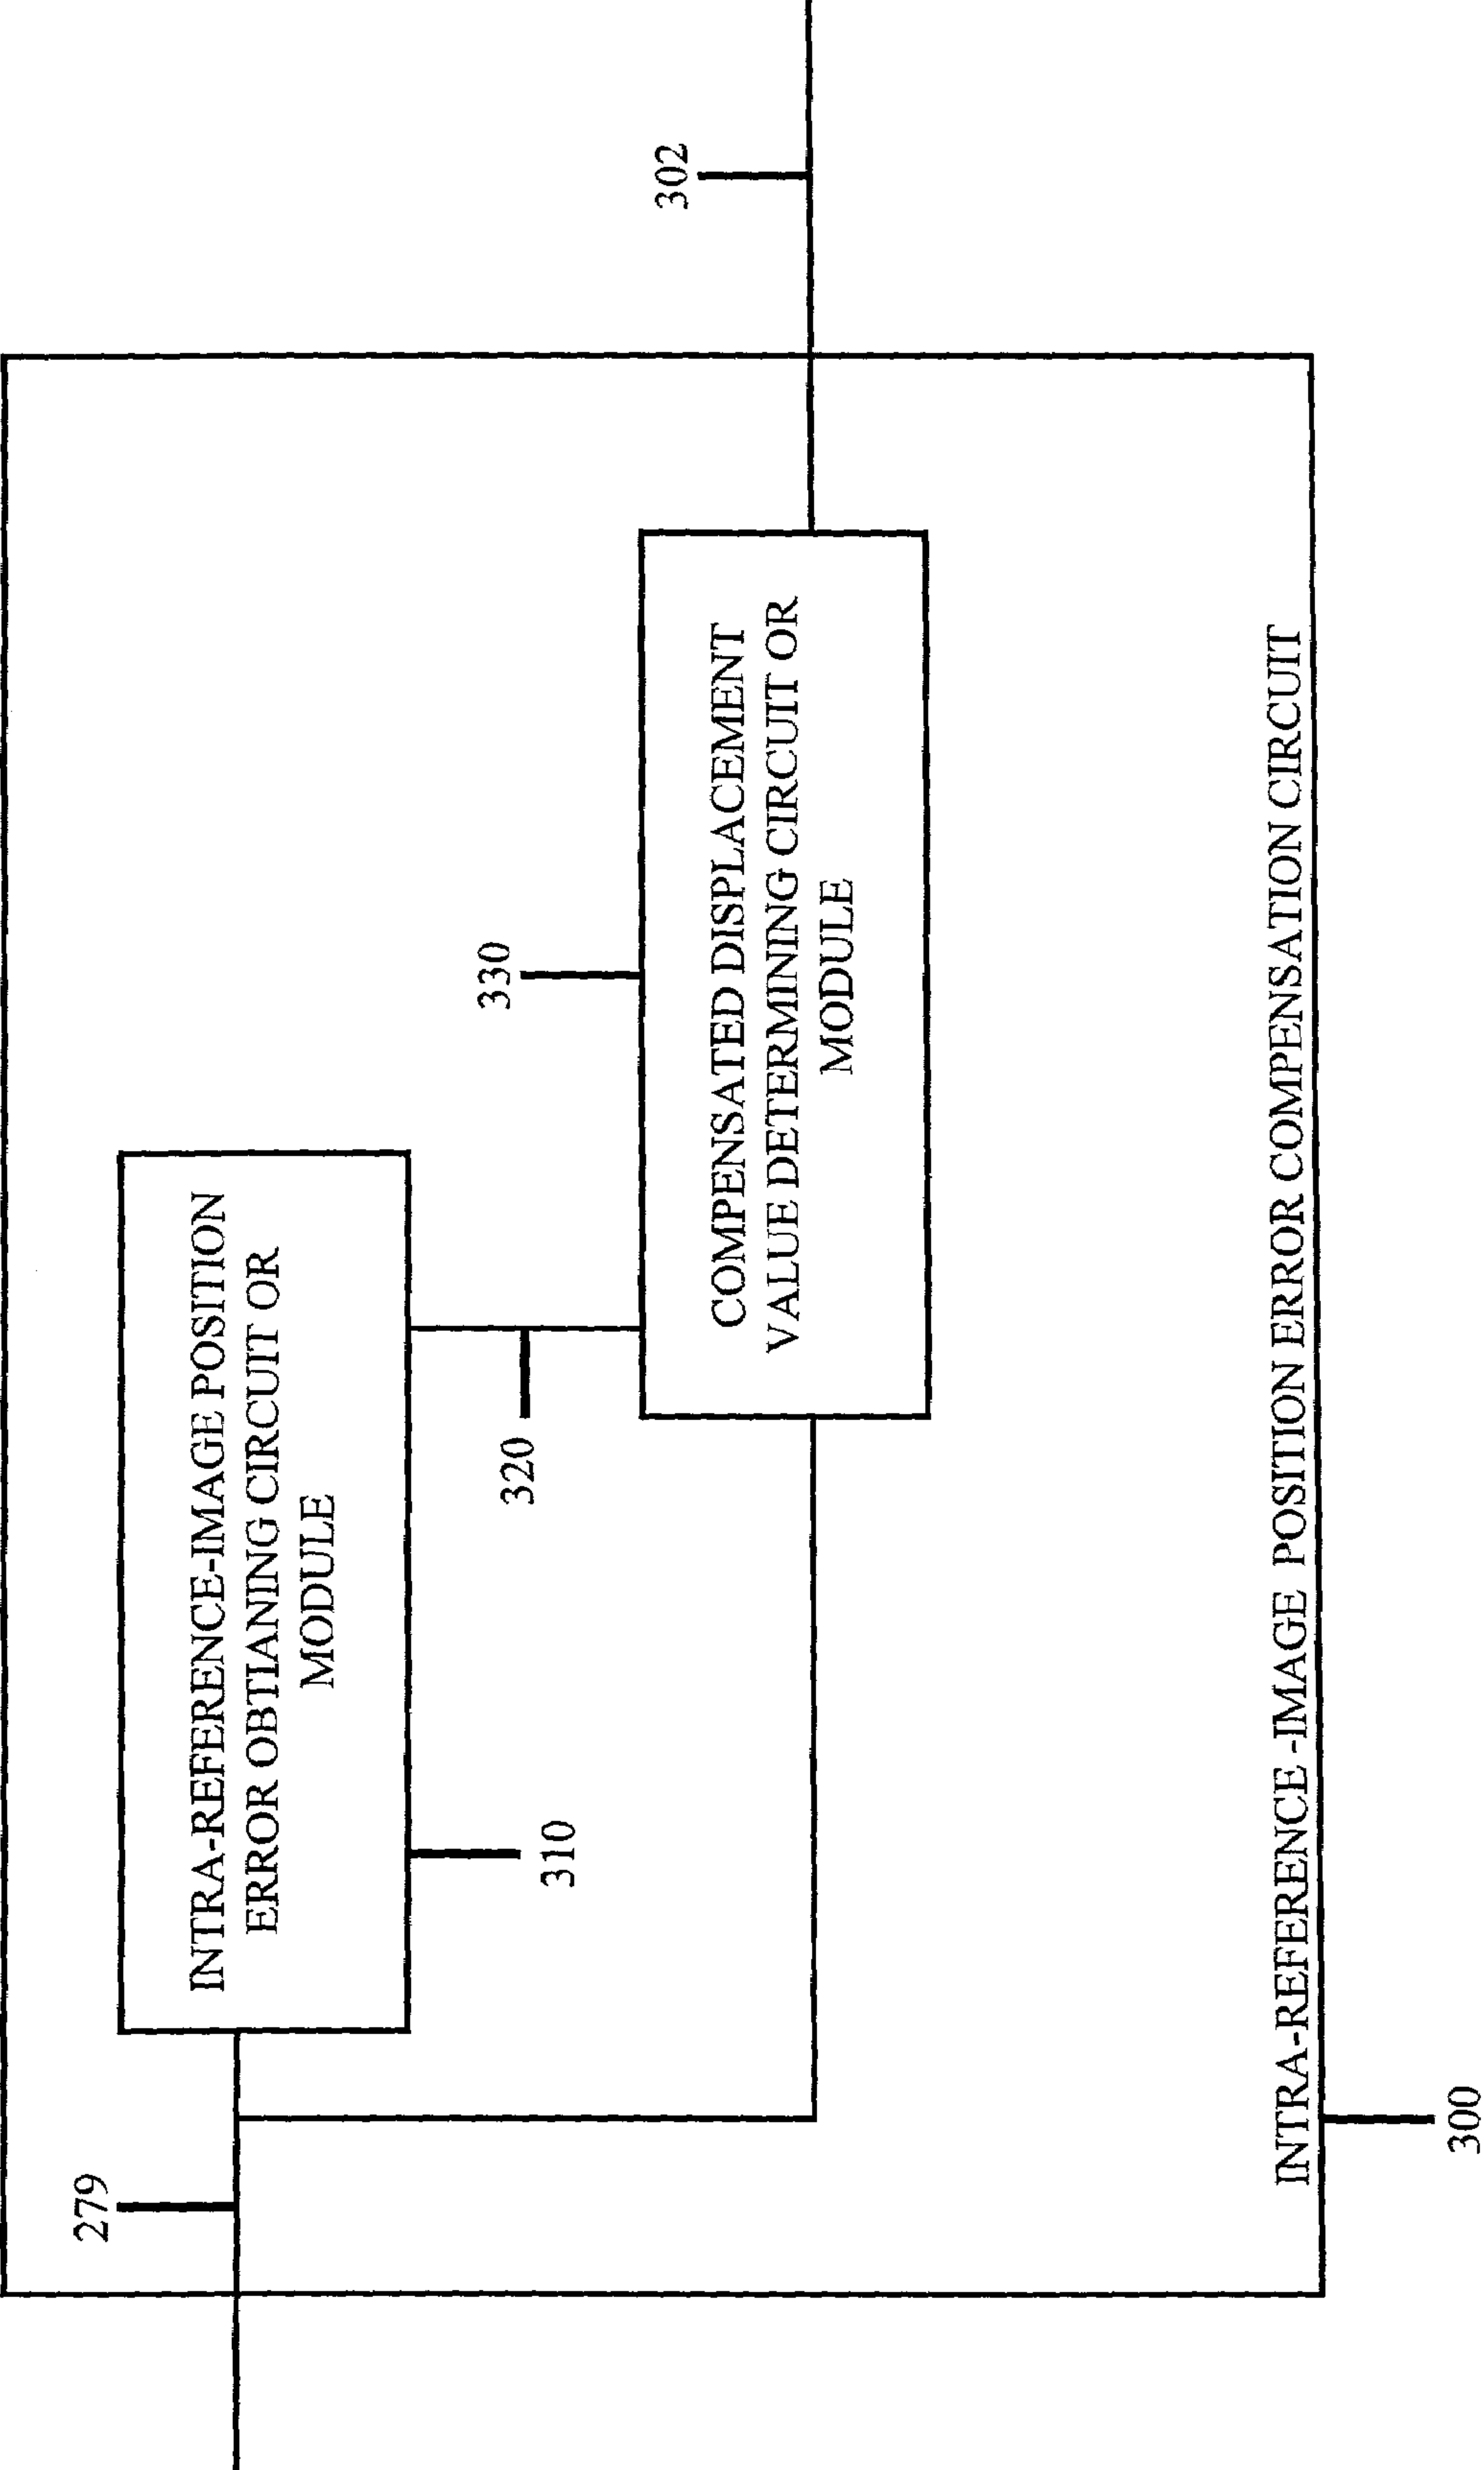 279
INTRA-REFERENCE-IMAGE POSITION
ERROR OBTIANING CIRCUIT OR
MODULE
310
320
330
COMPENSATED DISPLACEMENT
VALUE DETERMINING CIRCUIT OR
MODULE
302
INTRA-REFERENCE -IMAGE POSITION ERROR COMPENSATION CIRCUIT
300